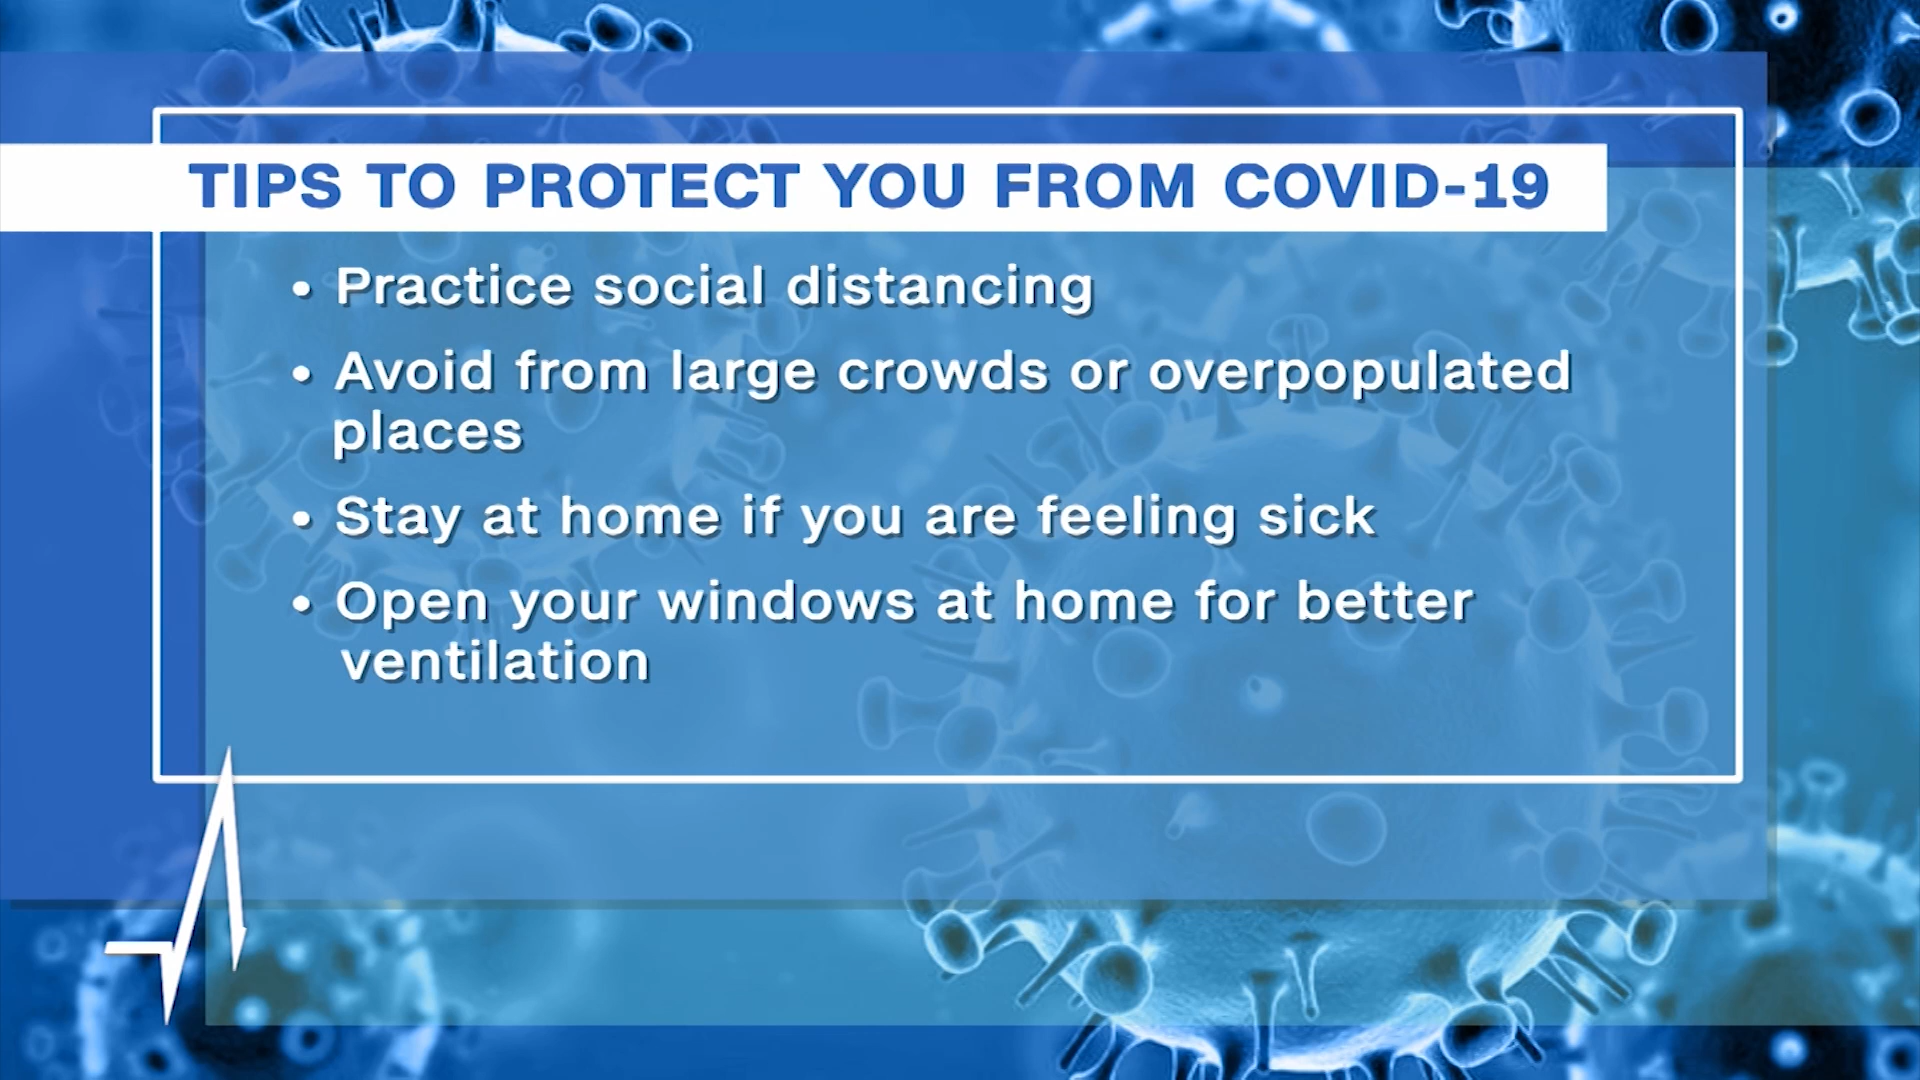 TIPS TO PROTECT YOU FROM COVID-19
• Practice social distancing
• Avoid from large crowds or overpopulated
places
• Stay at home if you are feeling sick
• Open your windows at home for better
ventilation